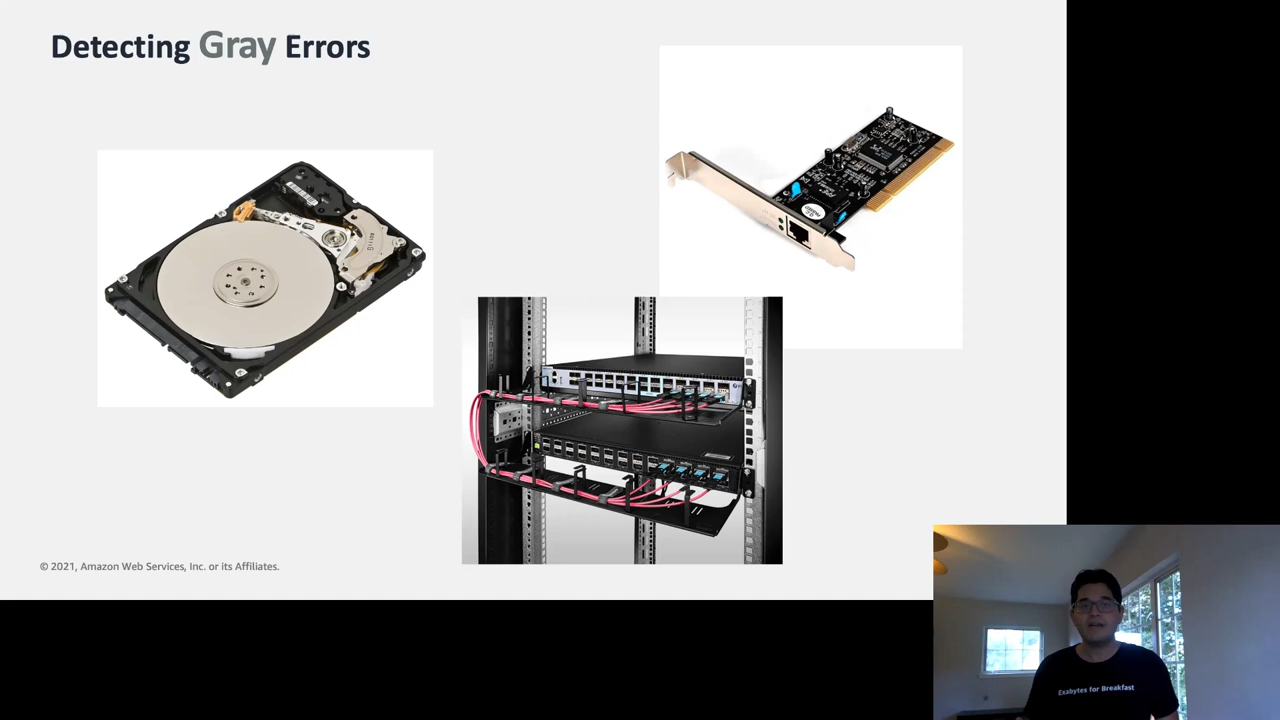 Detecting Gray Errors
© 2021, Amazon Web Services, Inc. or its Affiliates.
Exabytes for Breakfast